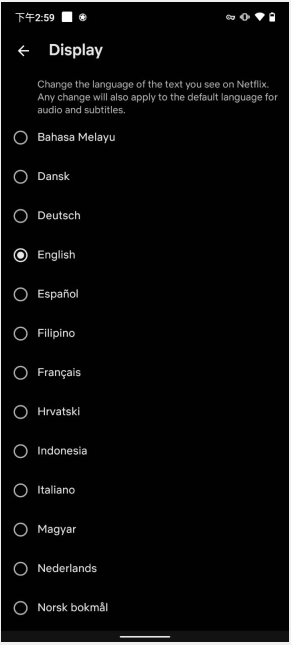 下午2:59
Display
Change the language of the text you see on Netflix.
Any change will also apply to the default language for
audio and subtitles.
Bahasa Melayu
Dansk
Deutsch
English
Español
Filipino
Français
Hrvatski
Indonesia
Italiano
Magyar
Nederlands
Norsk bokmål